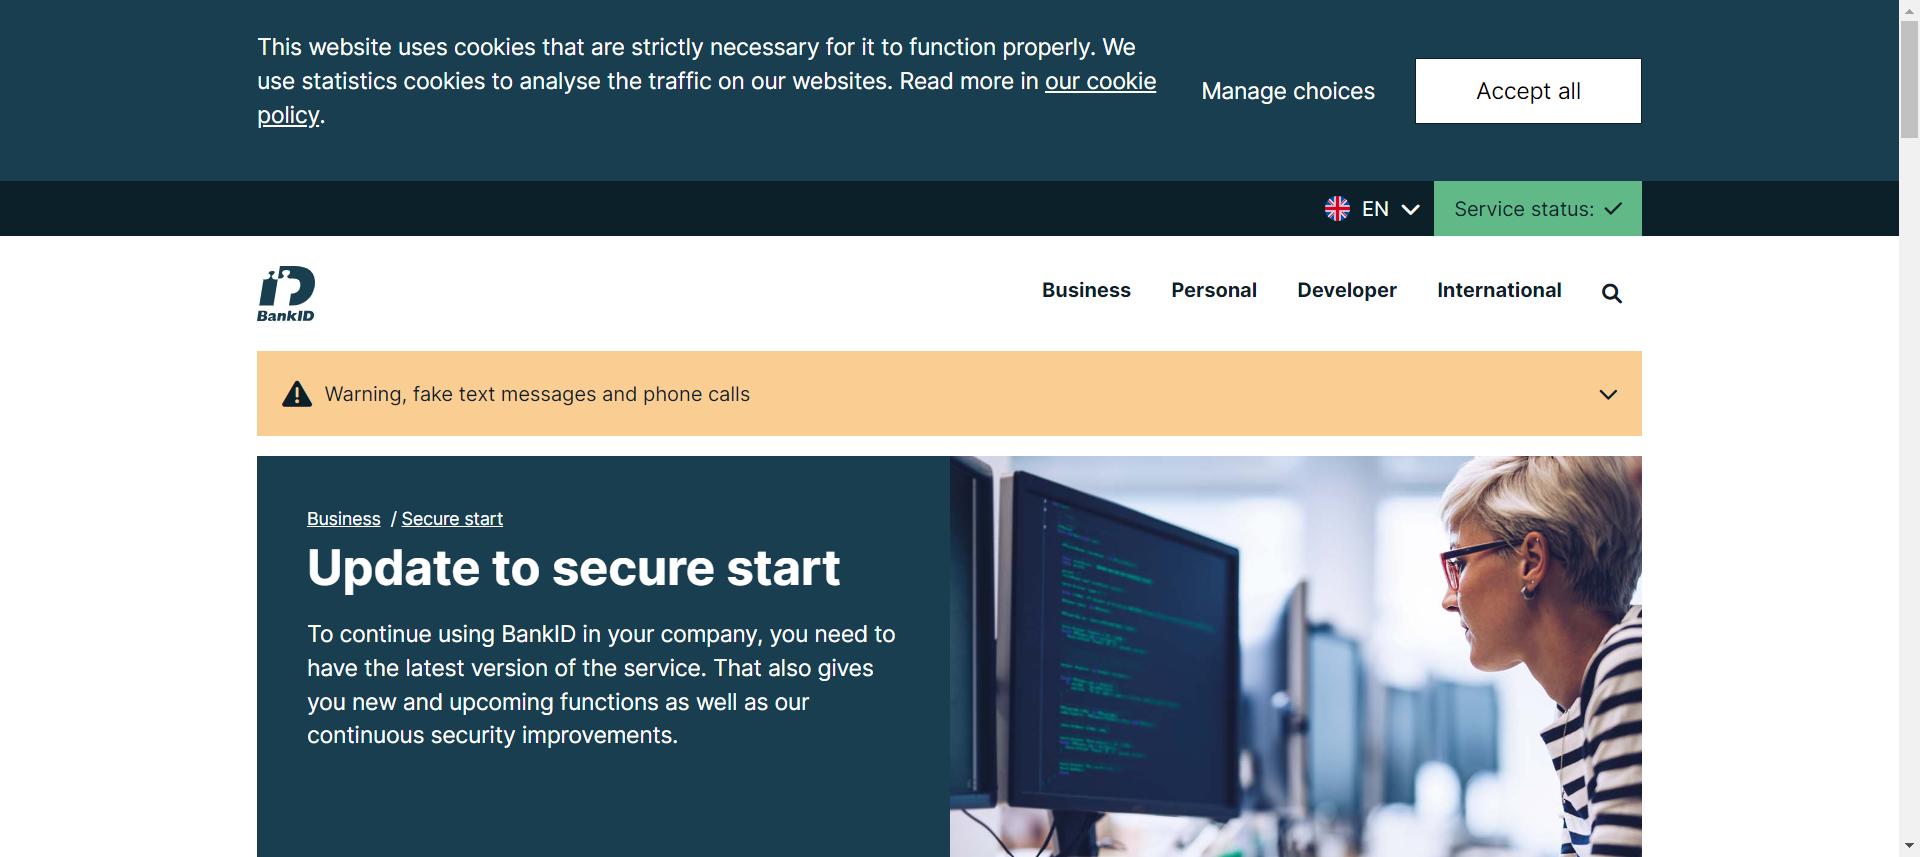 This website uses cookies that are strictly necessary for it to function properly. We
use statistics cookies to analyse the traffic on our websites. Read more in our cookie
policy.
Manage choices
Accept all
EN
Service status:
BankID
Business
Personal
Developer
International
Warning, fake text messages and phone calls
Business / Secure start
Update to secure start
To continue using BankID in your company, you need to
have the latest version of the service. That also gives
you new and upcoming functions as well as our
continuous security improvements.